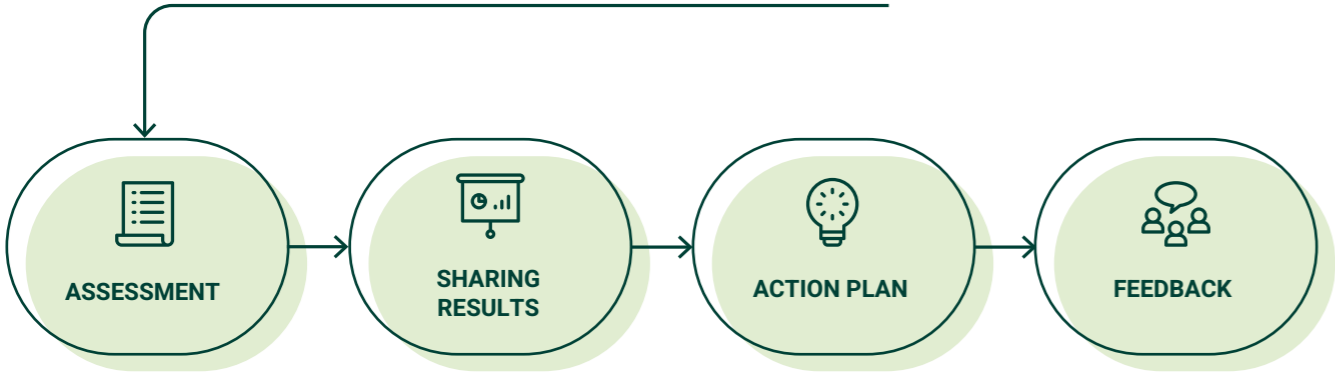 ASSESSMENT
SHARING
RESULTS
ACTION PLAN
FEEDBACK